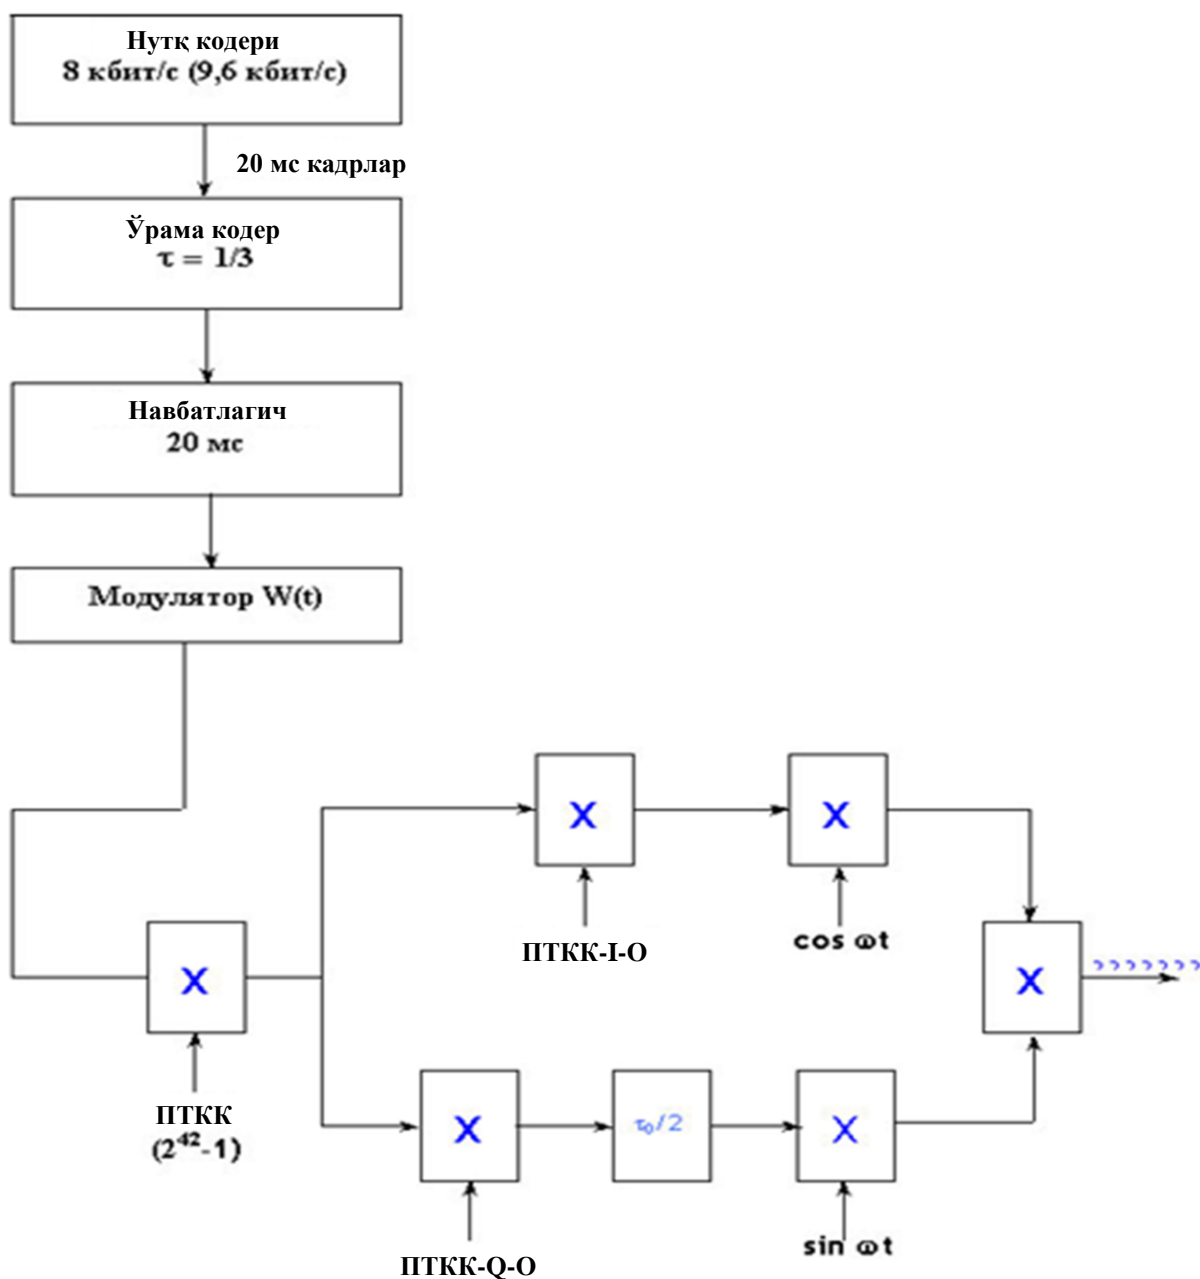 Нутқ кодери
8 кбит/с (9,6 кбит/с)
20 мс кадрлар
Ўрама кодер
τ = 1/3
Навбатлагич
20 мс
Модулятор W(t)
X
X
ПТКК-I-O
cos ωt
X
X
ПТКК
(2⁴²-1)
X
τ₀/2
X
ПТКК-Q-O
sin ωt